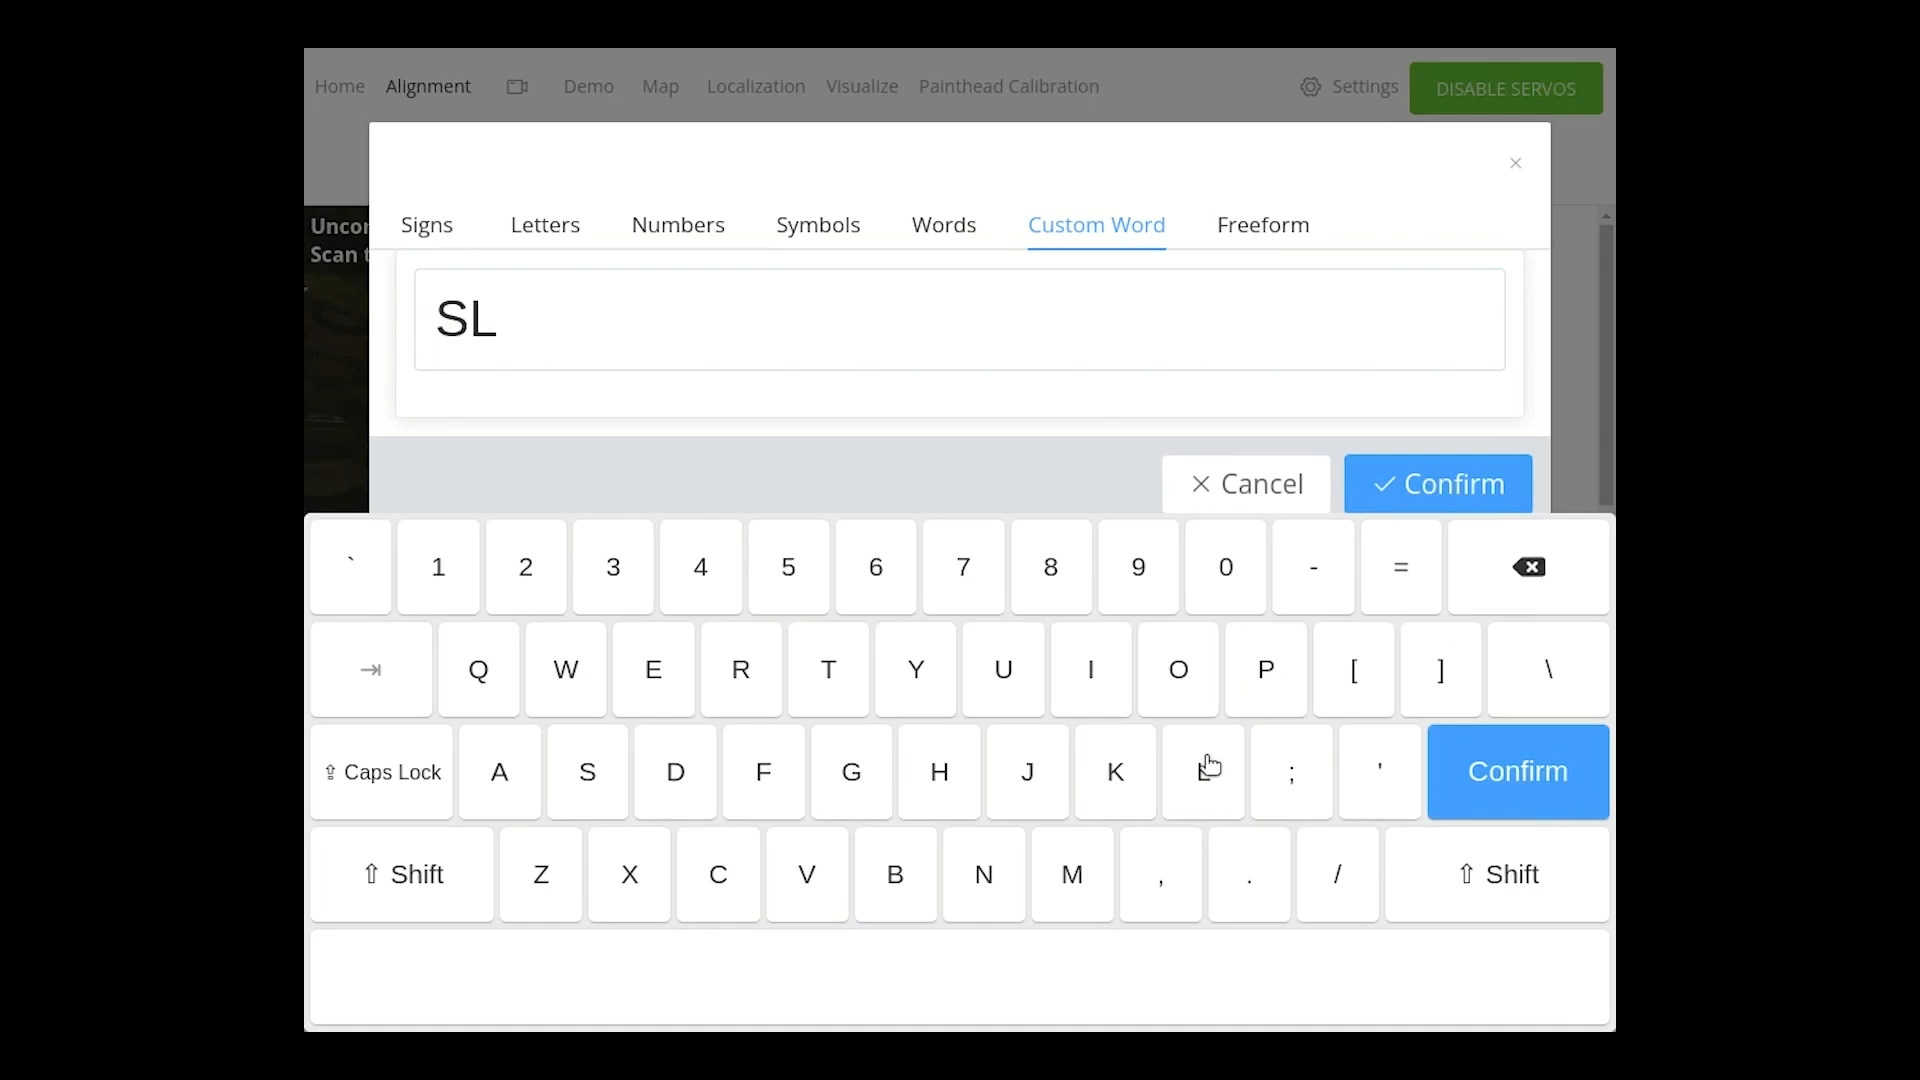 Home Alignment Demo Map Localization Visualize Painthead Calibration Settings DISABLE SERVOS
×
Signs Letters Numbers Symbols Words Custom Word Freeform
Scan
SL
Cancel Confirm
` 1 2 3 4 5 6 7 8 9 0 - =
Q W E R T Y U I O P [ ] \
Caps Lock A S D F G H J K L ; ' Confirm
Shift Z X C V B N M , . / Shift